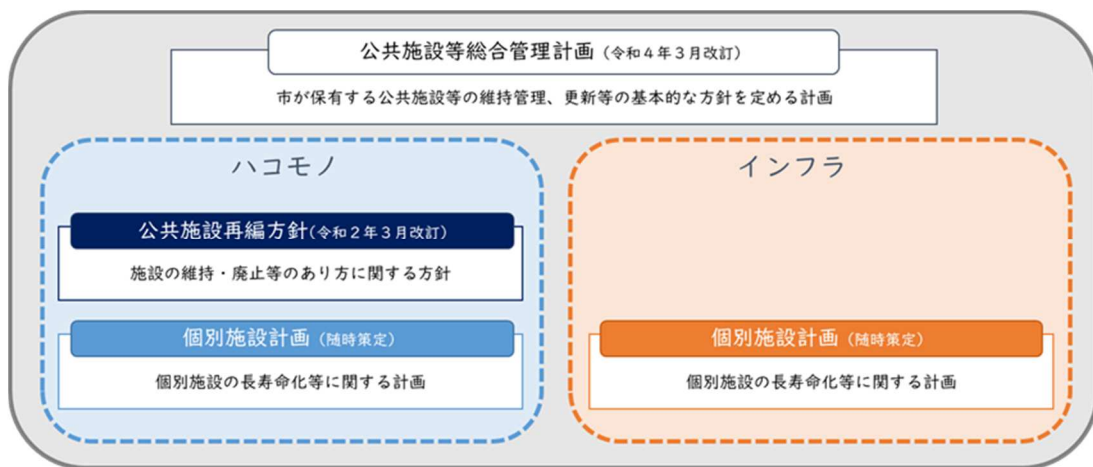 公共施設等総合管理計画（令和４年３月改訂）
市が保有する公共施設等の維持管理、更新等の基本的な方針を定める計画
ハコモノ
公共施設再編方針(令和２年３月改訂)
施設の維持・廃止等のあり方に関する方針
個別施設計画（随時策定）
個別施設の長寿命化等に関する計画
インフラ
個別施設計画（随時策定）
個別施設の長寿命化等に関する計画